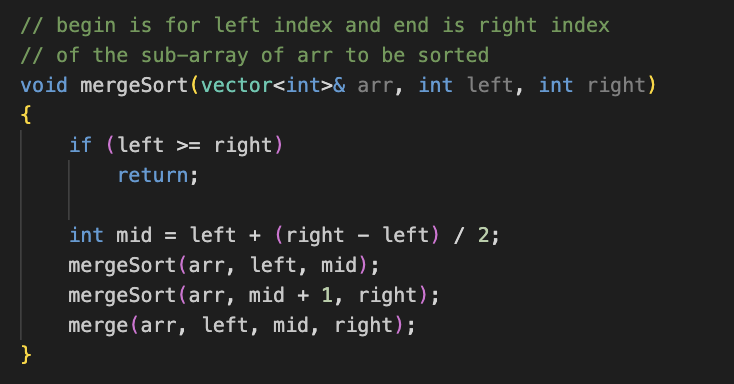 // begin is for left index and end is right index
// of the sub-array of arr to be sorted
void mergeSort(vector<int>& arr, int left, int right)
{
    if (left >= right)
        return;

    int mid = left + (right - left) / 2;
    mergeSort(arr, left, mid);
    mergeSort(arr, mid + 1, right);
    merge(arr, left, mid, right);
}